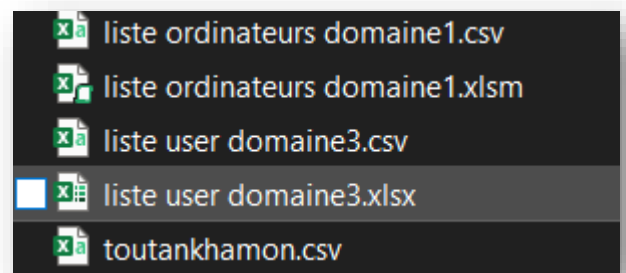 liste ordinateurs domaine1.csv
liste ordinateurs domaine1.xlsm
liste user domaine3.csv
liste user domaine3.xlsx
toutankhamon.csv